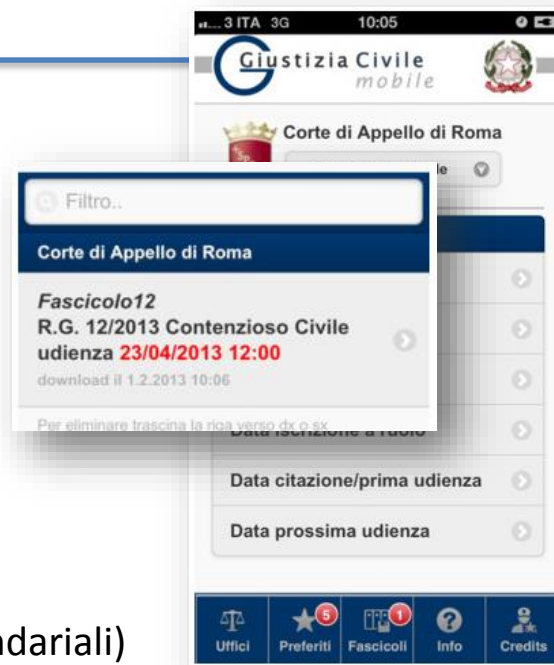 3 ITA 3G 10:05
Giustizia Civile
mobile
Corte di Appello di Roma
Filtro..
Corte di Appello di Roma
Fascicolo12
R.G. 12/2013 Contenzioso Civile
udienza 23/04/2013 12:00
download il 1.2.2013 10:06
Per eliminare trascina la riga verso dx o sx
Data iscrizione a ruolo
Data citazione/prima udienza
Data prossima udienza
5 1
Uffici Preferiti Fascicoli Info Credits
ndariali)